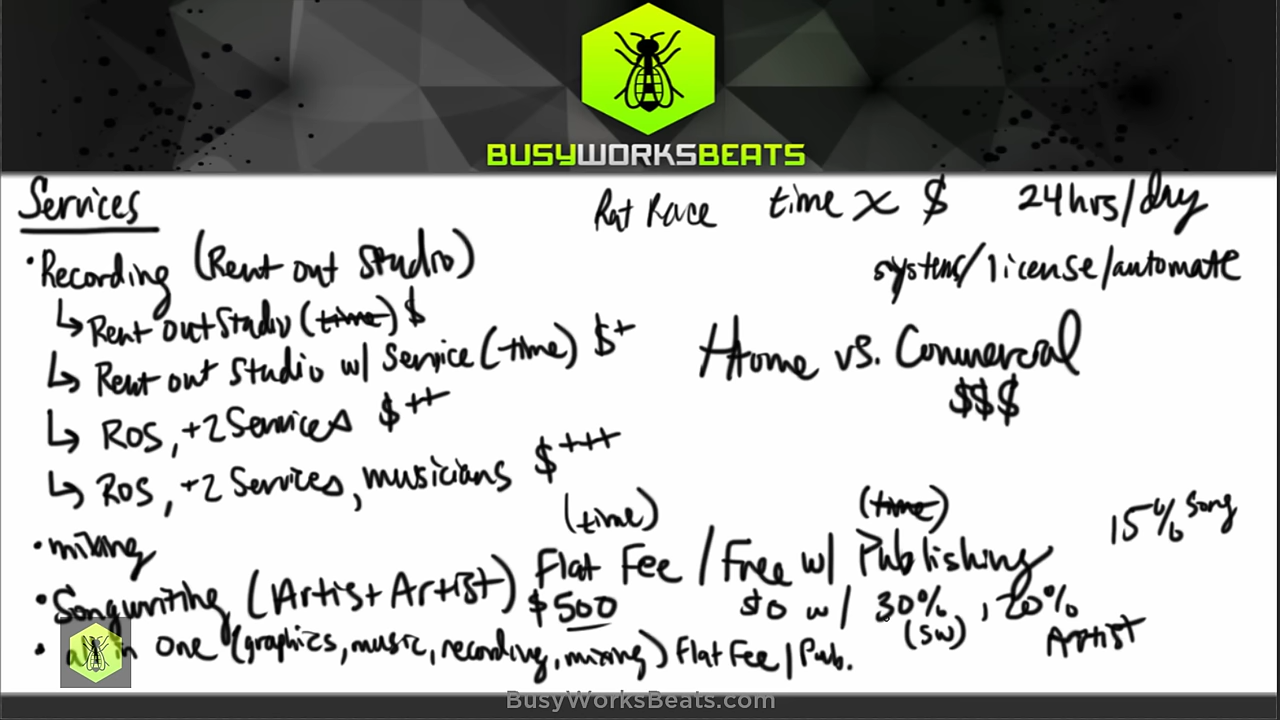 BUSYWORKSBEATS
Services
Rat Race time x $ 24hrs/day
• Recording (Rent out Studio)
system/license/automate
↳ Rent out Studio (time) $
Home vs. Commercial
$$$
↳ Rent out Studio w/ Service (time) $+
↳ ROS, +2 Services $++
↳ ROS, +2 Services, musicians $+++
• mixing
(time) (time)
15% song
• Songwriting (Artist + Artist) Flat Fee / Free w/ Publishing
$500 $0 w/ 30% , 20%
(SW) Artist
• in One (graphics, music, recording, mixing) Flat Fee / Pub.
BusyWorksBeats.com